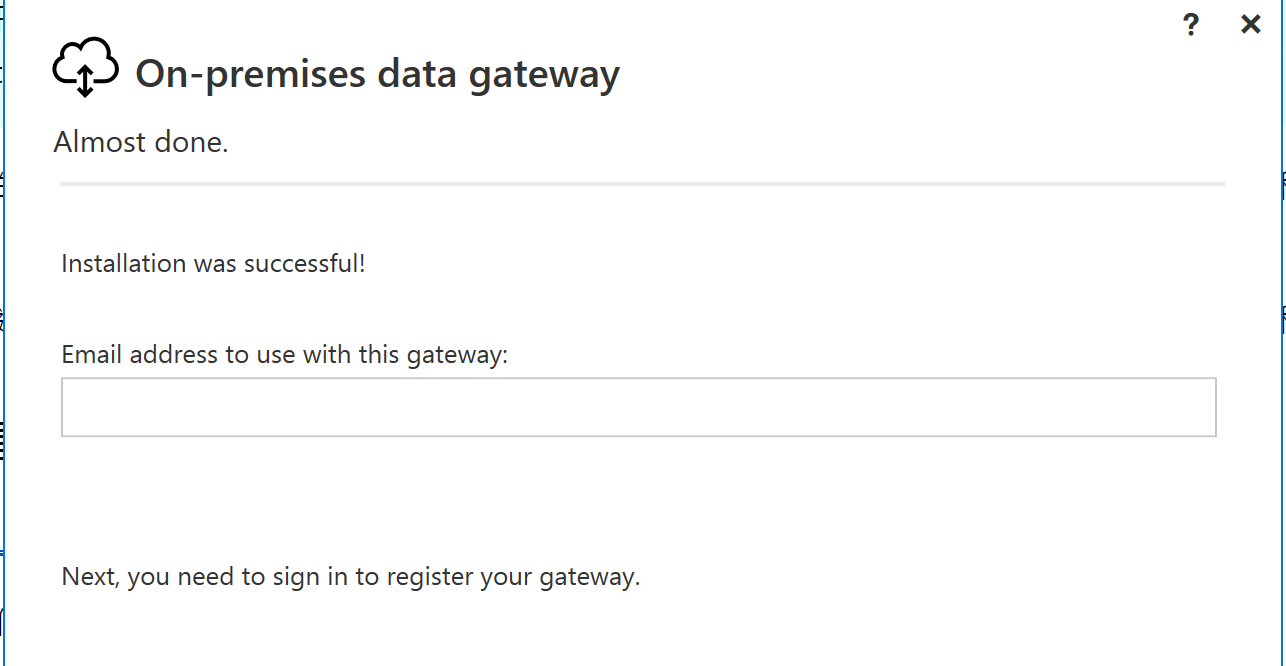 ? ×
On-premises data gateway
Almost done.
Installation was successful!
Email address to use with this gateway:
Next, you need to sign in to register your gateway.